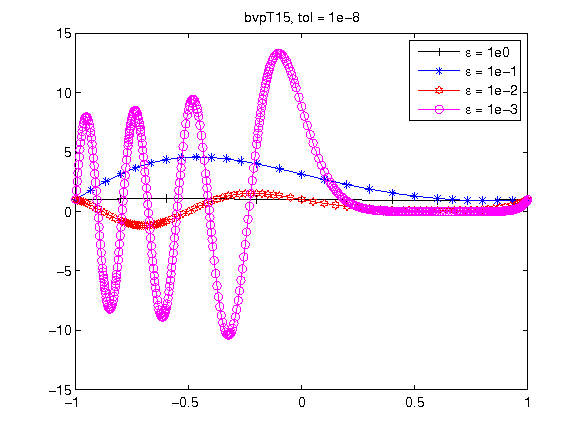 bvpT15, tol = 1e-8
15
10
5
0
-5
-10
-15
-1
-0.5
0
0.5
1
ε = 1e0
ε = 1e-1
ε = 1e-2
ε = 1e-3